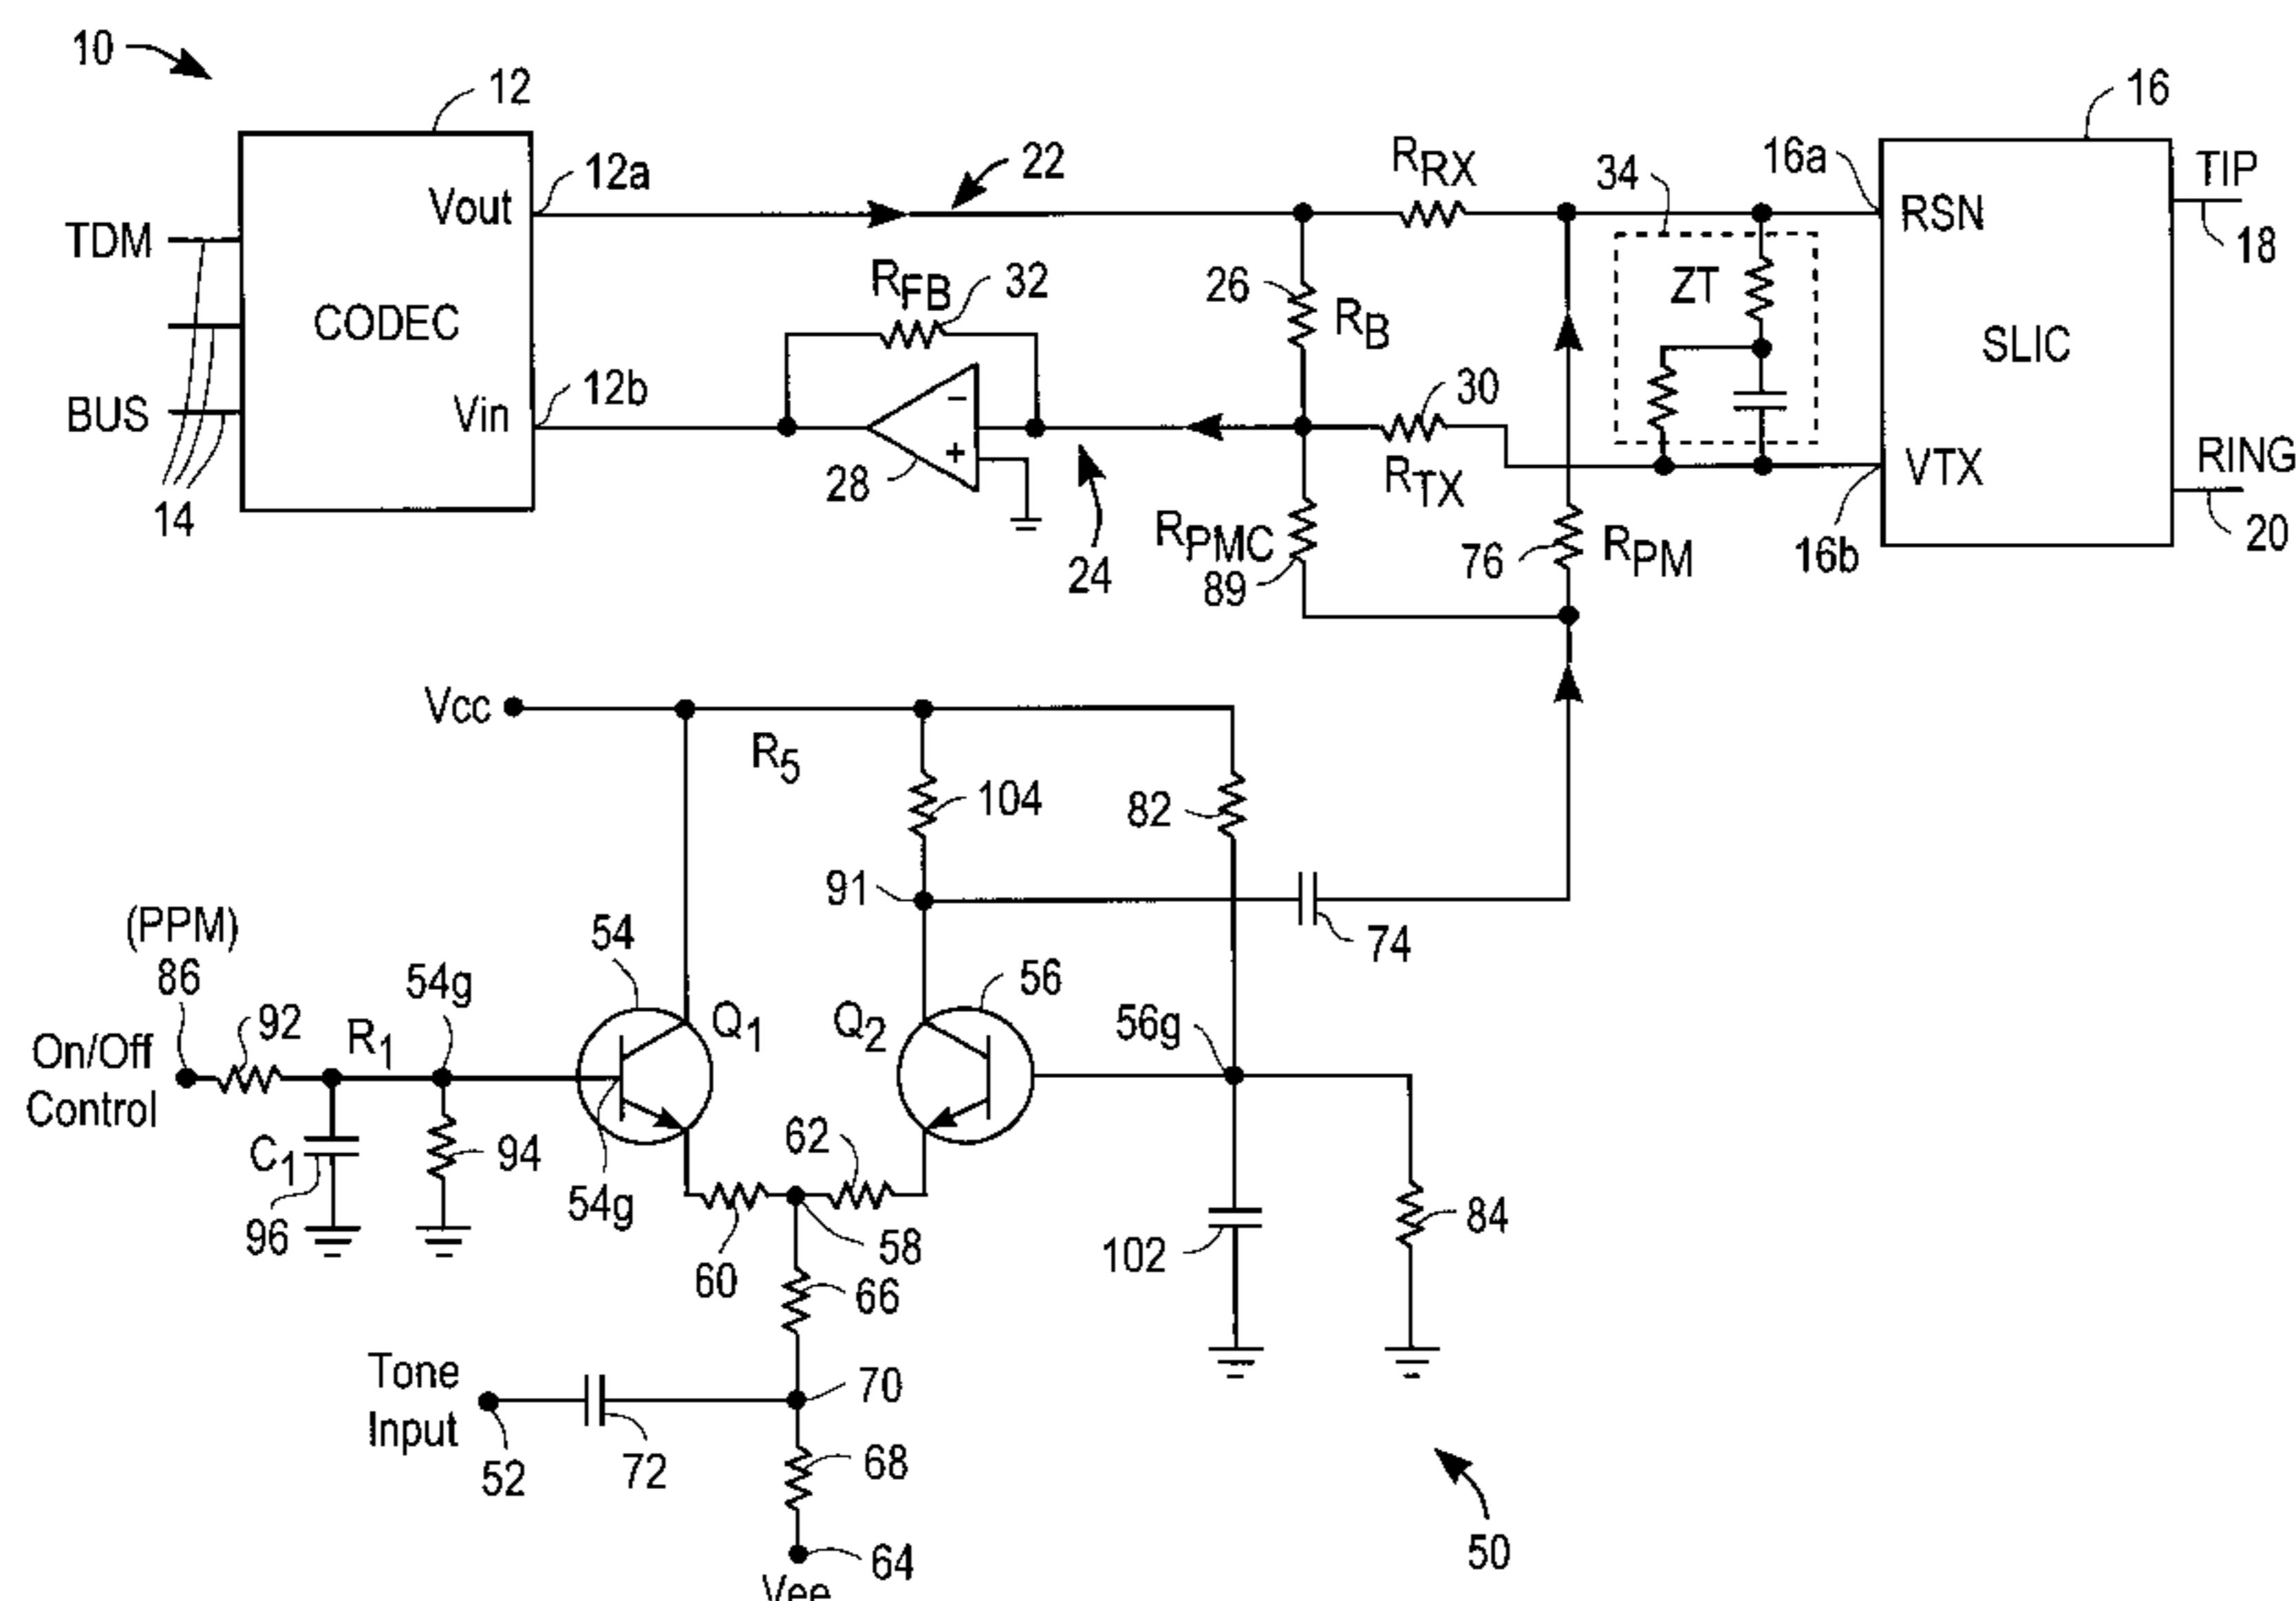 10
12
12a
22
RRX
34
16a
16
TIP
Vout
RSN
18
TDM
CODEC
RFB
32
26
RB
ZT
SLIC
BUS
Vin
12b
28
-
+
30
RTX
VTX
RING
14
24
RPMC
89
76
RPM
16b
20
Vcc
R5
104
82
91
74
(PPM)
86
On/Off
Control
92
R1
54g
54
Q1
Q2
56
56g
C1
96
94
54g
60
62
58
66
102
84
Tone
Input
52
72
70
68
64
Vee
50